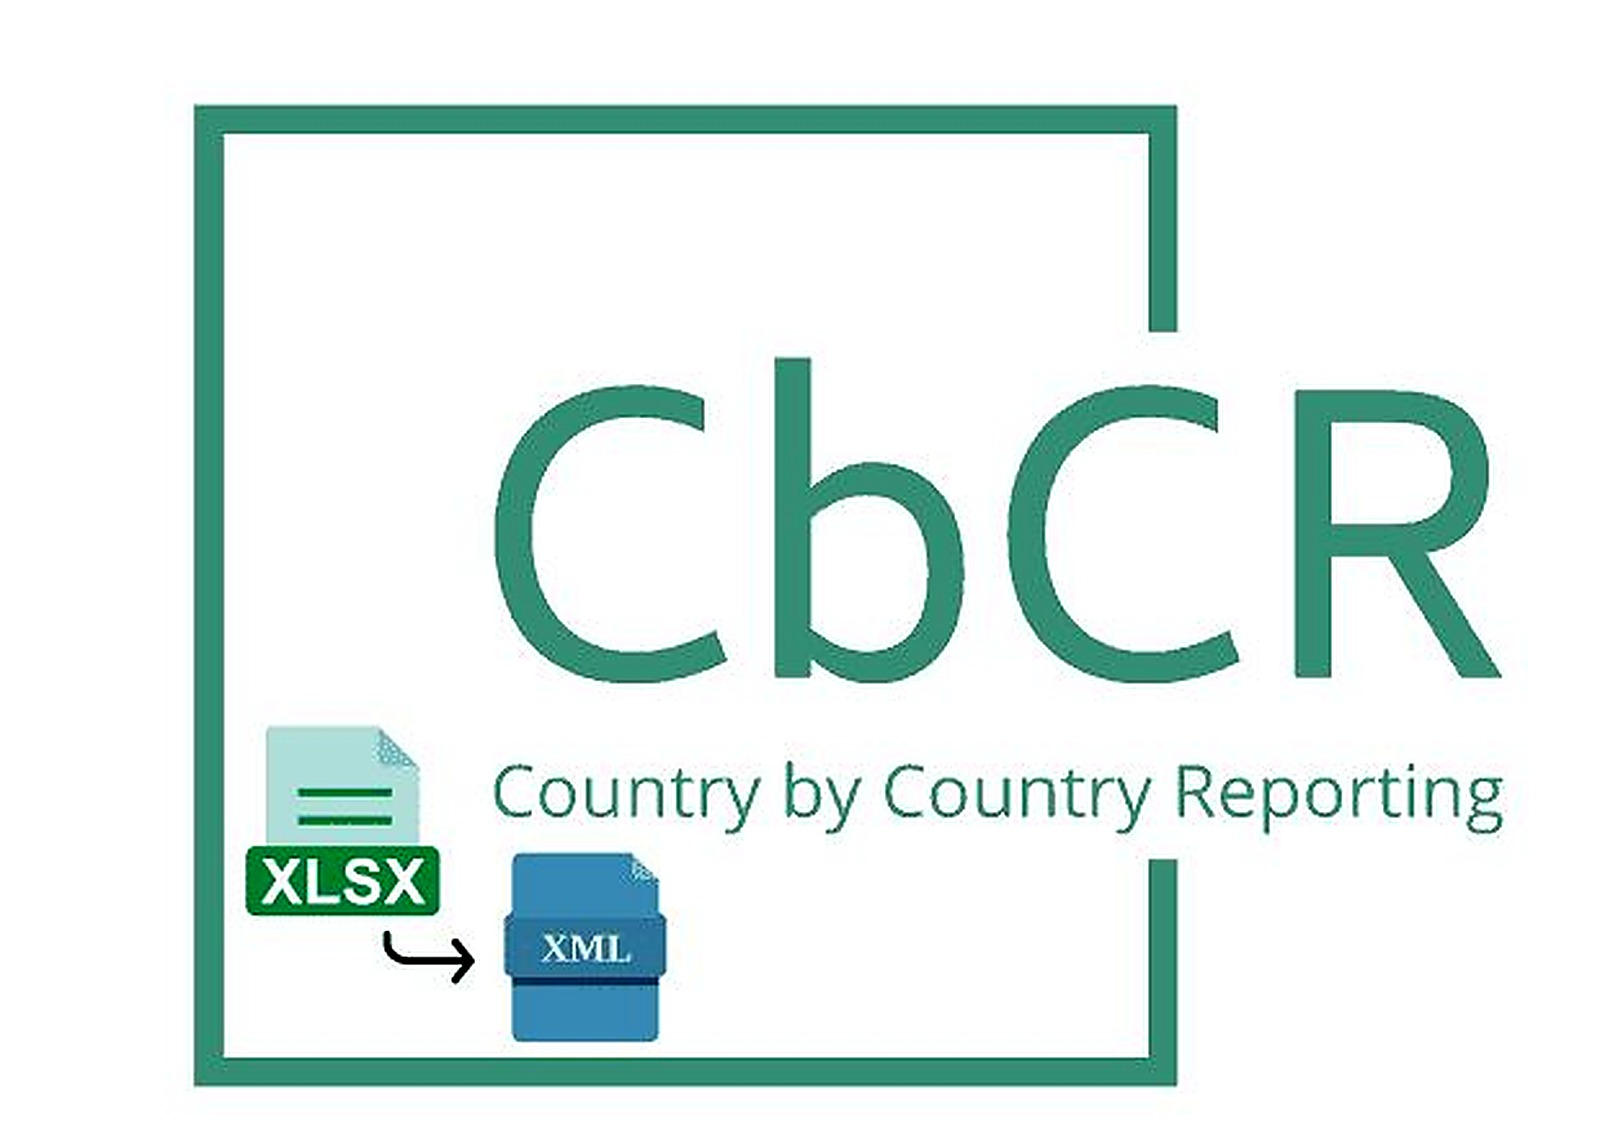 CbCR
Country by Country Reporting
XLSX
XML